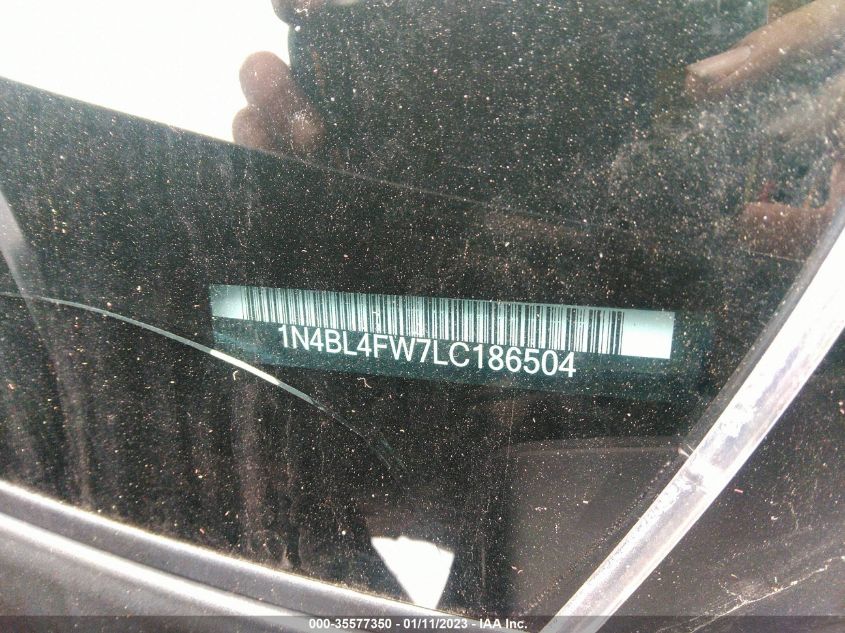 1N4BL4FW7LC186504
000-35577350 - 01/11/2023 - IAA Inc.